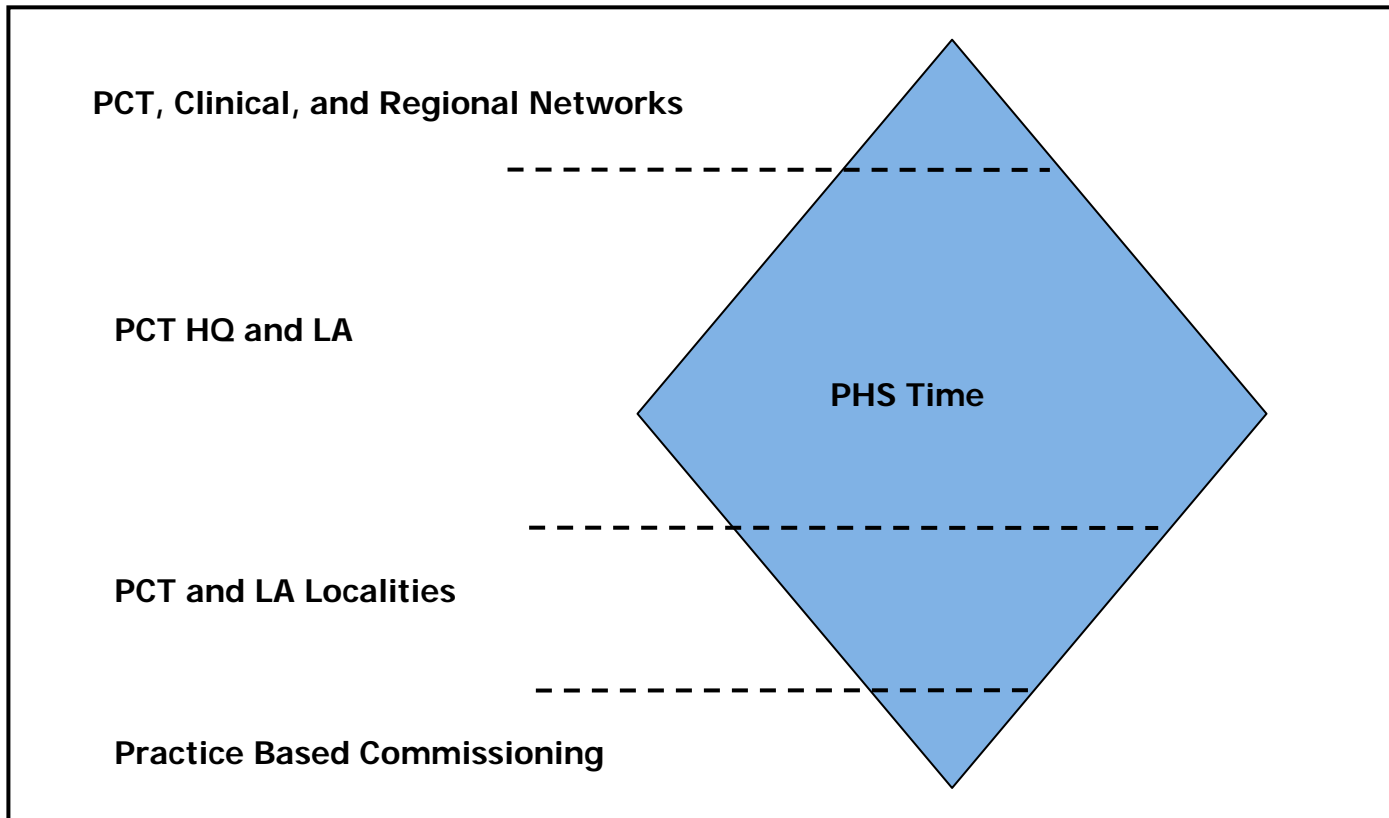 PCT, Clinical, and Regional Networks
PCT HQ and LA
PHS Time
PCT and LA Localities
Practice Based Commissioning